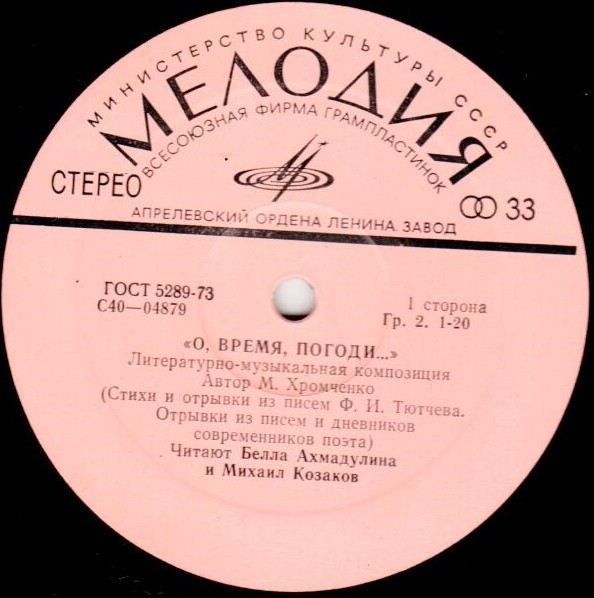 МИНИСТЕРСТВО КУЛЬТУРЫ СССР
МЕЛОДИЯ
ВСЕСОЮЗНАЯ ФИРМА ГРАМПЛАСТИНОК
СТЕРЕО
33
АПРЕЛЕВСКИЙ ОРДЕНА ЛЕНИНА ЗАВОД
ГОСТ 5289-73
С40—04879
1 сторона
Гр. 2. 1-20
«О, ВРЕМЯ, ПОГОДИ...»
Литературно-музыкальная композиция
Автор М. Хромченко
(Стихи и отрывки из писем Ф. И. Тютчева.
Отрывки из писем и дневников
современников поэта)
Читают Белла Ахмадулина
и Михаил Козаков